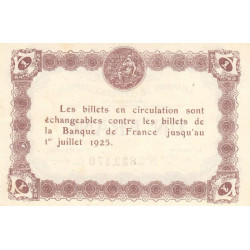 Les billets en circulation sont
échangeables contre les billets de
la Banque de France jusqu'au
1er juillet 1925.